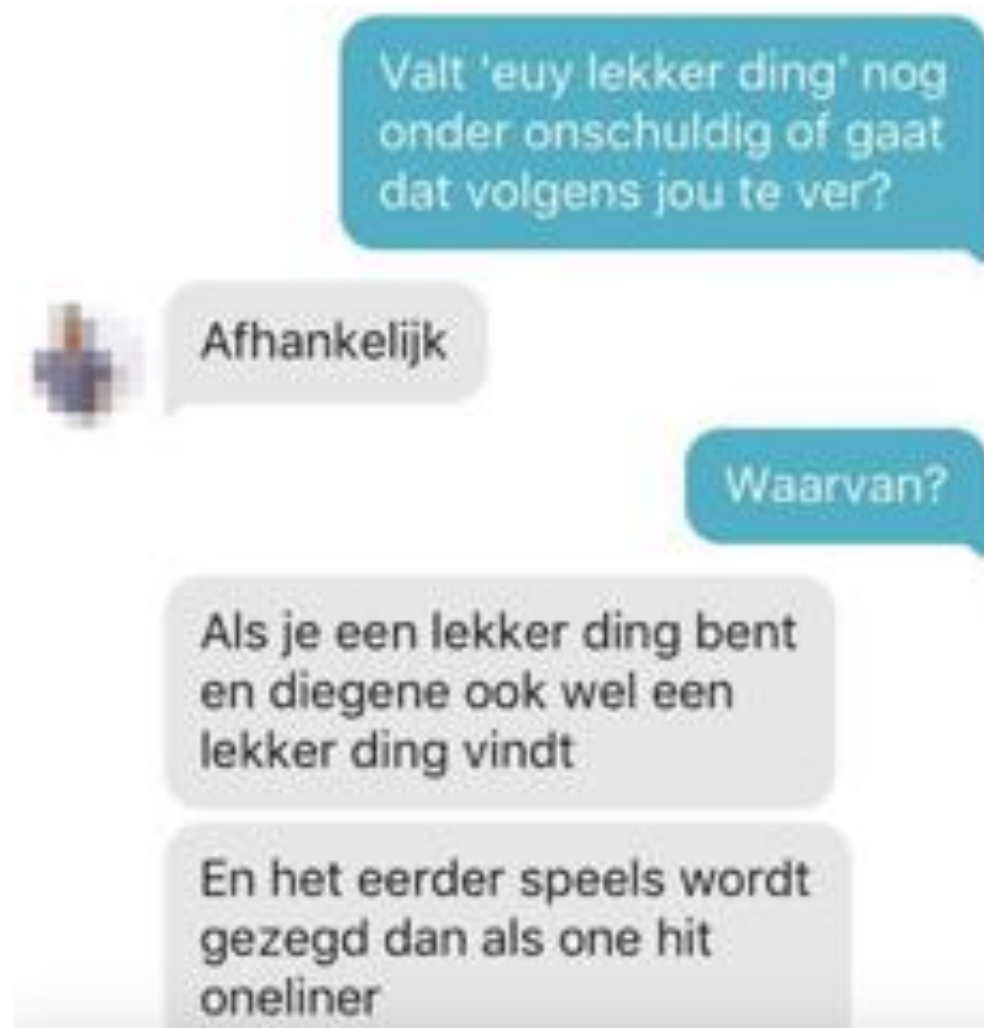 Valt 'euy lekker ding' nog
onder onschuldig of gaat
dat volgens jou te ver?
Afhankelijk
Waarvan?
Als je een lekker ding bent
en diegene ook wel een
lekker ding vindt
En het eerder speels wordt
gezegd dan als one hit
oneliner